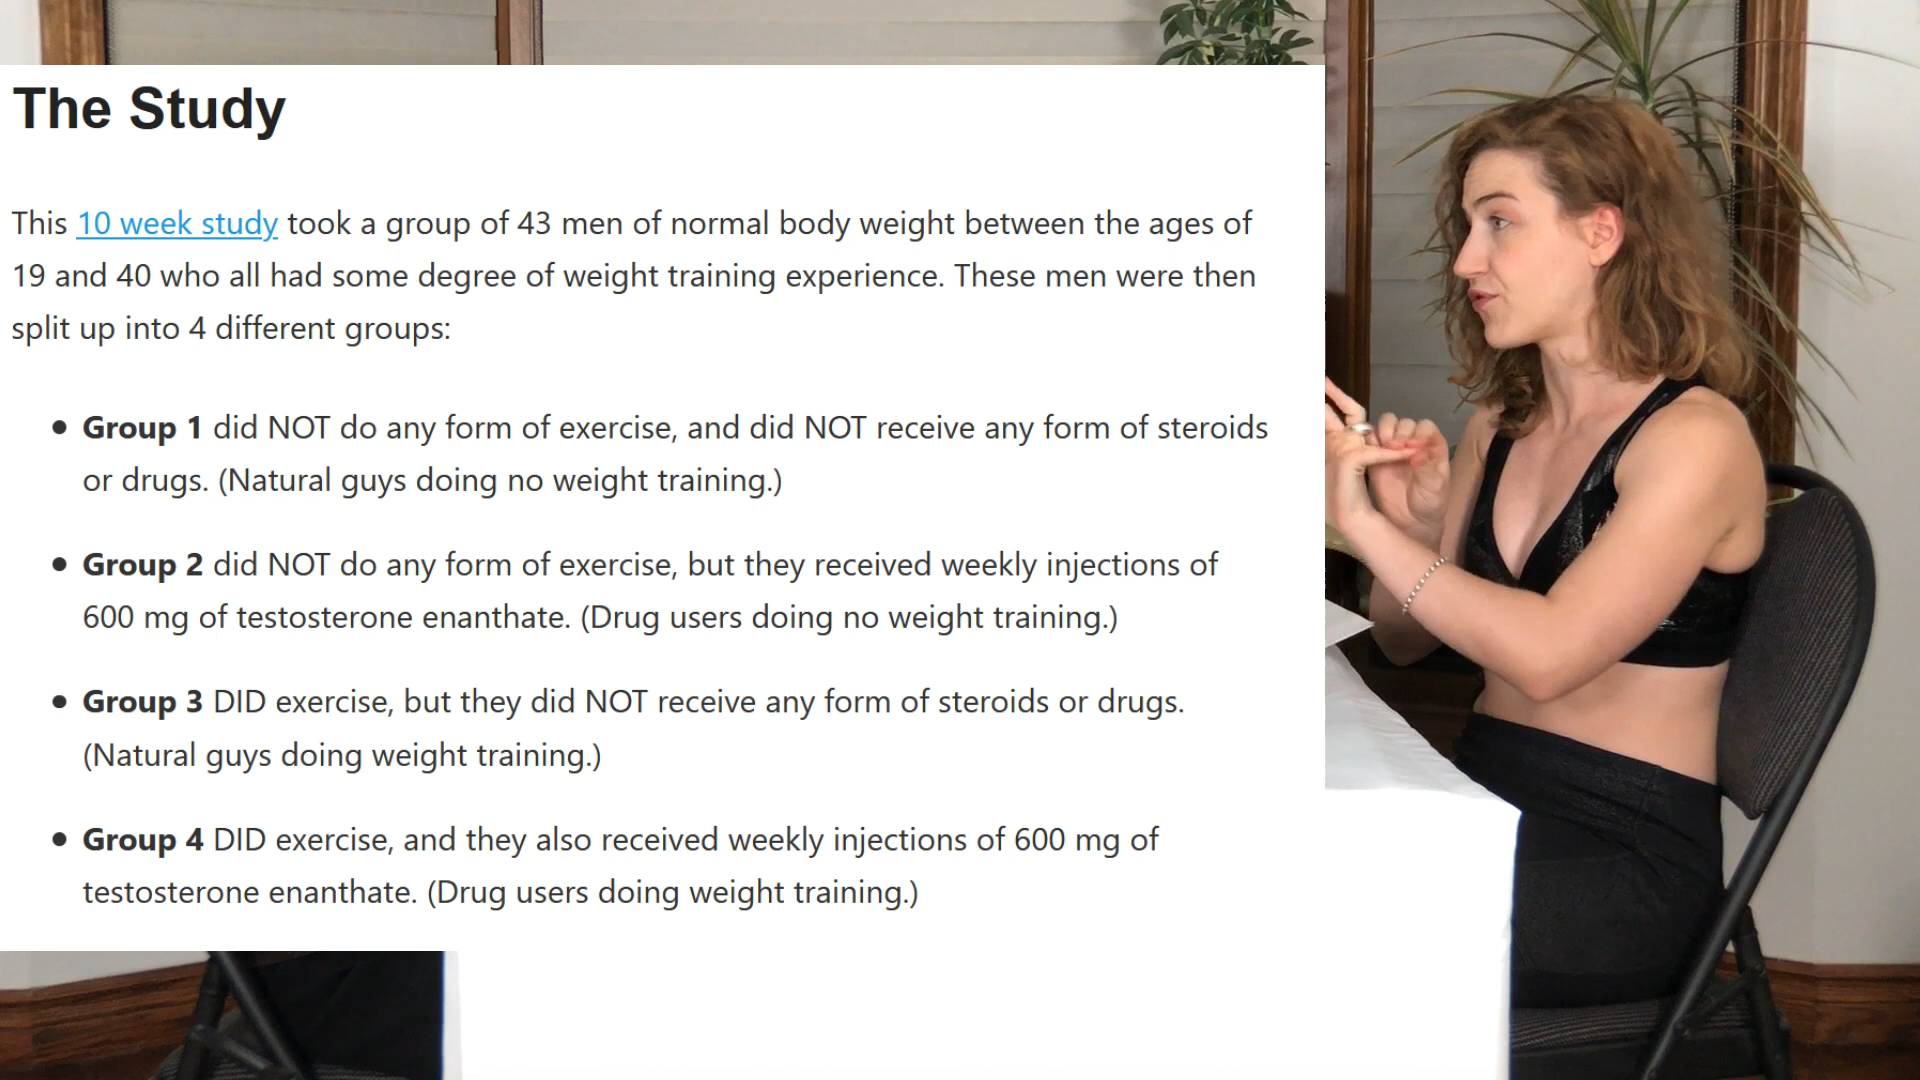 The Study
This 10 week study took a group of 43 men of normal body weight between the ages of
19 and 40 who all had some degree of weight training experience. These men were then
split up into 4 different groups:
• Group 1 did NOT do any form of exercise, and did NOT receive any form of steroids
or drugs. (Natural guys doing no weight training.)
• Group 2 did NOT do any form of exercise, but they received weekly injections of
600 mg of testosterone enanthate. (Drug users doing no weight training.)
• Group 3 DID exercise, but they did NOT receive any form of steroids or drugs.
(Natural guys doing weight training.)
• Group 4 DID exercise, and they also received weekly injections of 600 mg of
testosterone enanthate. (Drug users doing weight training.)